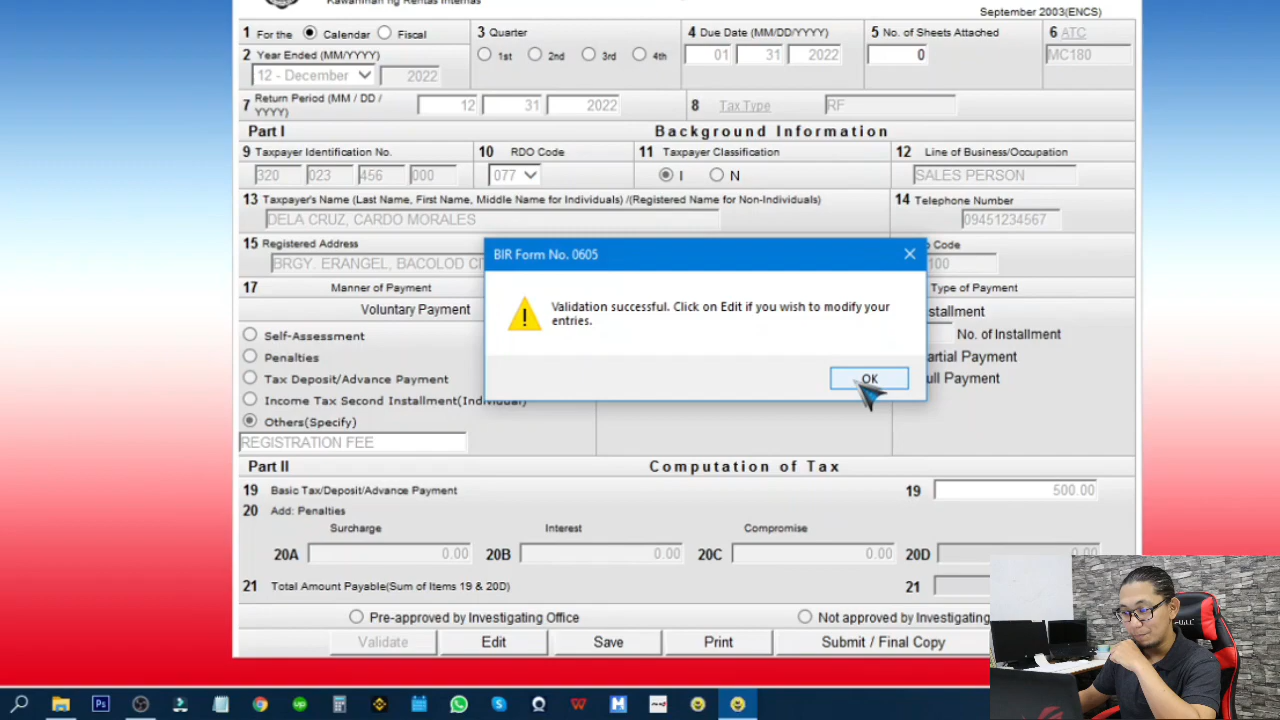 Kawanihan ng Rentas Internas
September 2003(ENCS)
1 For the Calendar Fiscal
3 Quarter
1st 2nd 3rd 4th
4 Due Date (MM/DD/YYYY)
01 31 2022
5 No. of Sheets Attached
0
6 ATC
MC180
2 Year Ended (MM/YYYY)
12 - December 2022
7 Return Period (MM / DD / YYYY)
12 31 2022
8 Tax Type RF
Part I Background Information
9 Taxpayer Identification No.
320 023 456 000
10 RDO Code
077
11 Taxpayer Classification
I N
12 Line of Business/Occupation
SALES PERSON
13 Taxpayer's Name (Last Name, First Name, Middle Name for Individuals) /(Registered Name for Non-Individuals)
DELA CRUZ, CARDO MORALES
14 Telephone Number
09451234567
15 Registered Address
BRGY. ERANGEL, BACOLOD CI
Code
100
BIR Form No. 0605
Validation successful. Click on Edit if you wish to modify your
entries.
OK
17 Manner of Payment
Type of Payment
Voluntary Payment
stallment
Self-Assessment
No. of Installment
Penalties
artial Payment
Tax Deposit/Advance Payment
ull Payment
Income Tax Second Installment(Individual)
Others(Specify)
REGISTRATION FEE
Part II Computation of Tax
19 Basic Tax/Deposit/Advance Payment 19 500.00
20 Add: Penalties
Surcharge Interest Compromise
20A 0.00 20B 0.00 20C 0.00 20D 0.00
21 Total Amount Payable(Sum of Items 19 & 20D) 21
Pre-approved by Investigating Office Not approved by Investigating
Validate Edit Save Print Submit / Final Copy